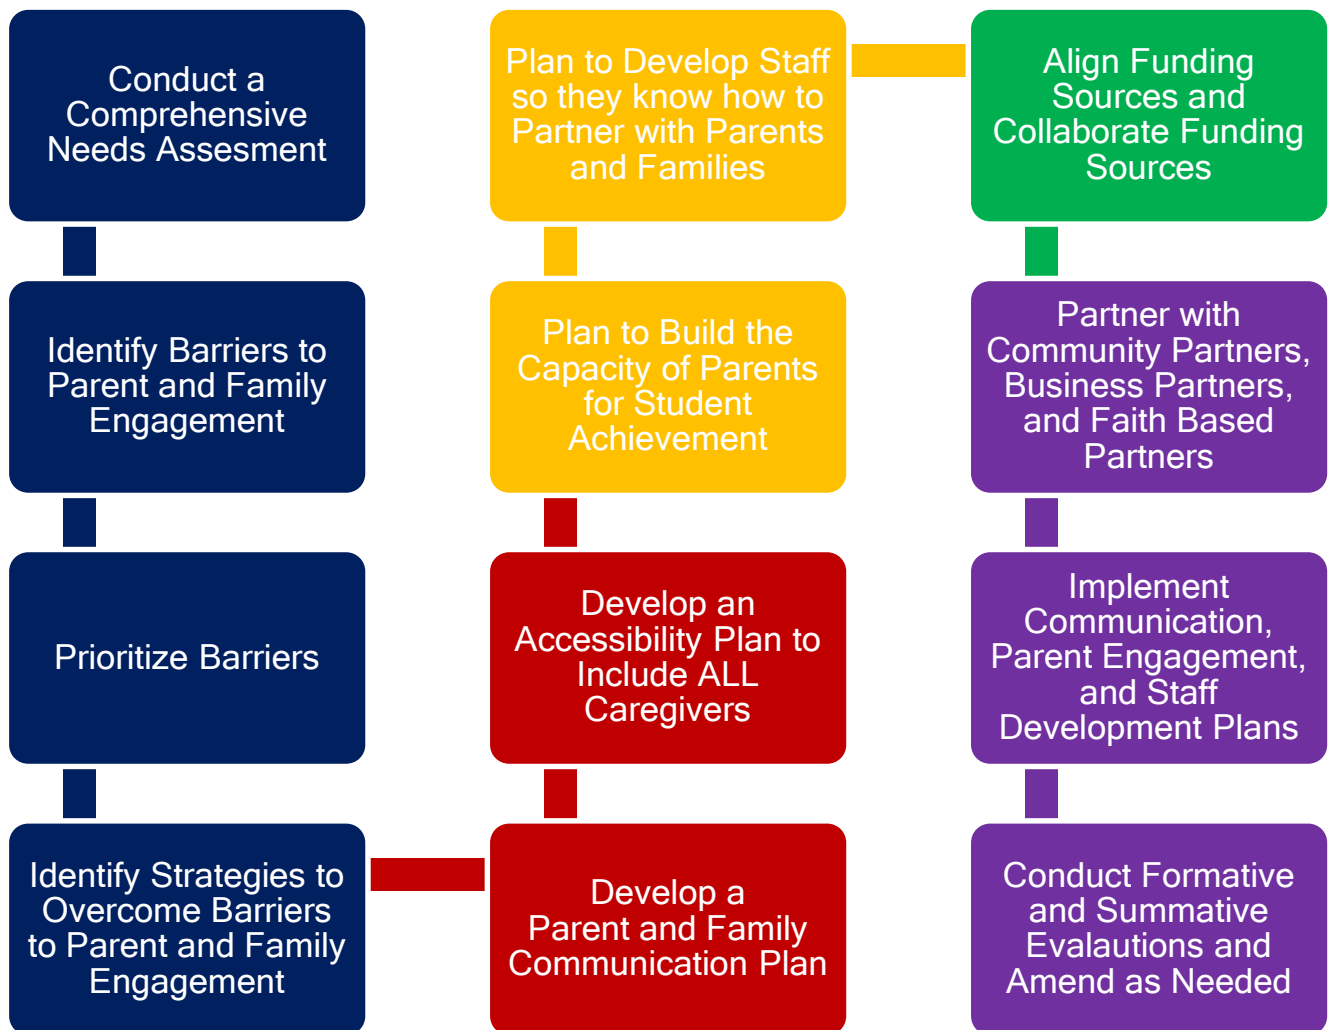 Conduct a
Comprehensive
Needs Assesment
Identify Barriers to
Parent and Family
Engagement
Prioritize Barriers
Identify Strategies to
Overcome Barriers
to Parent and Family
Engagement
Develop a
Parent and Family
Communication Plan
Develop an
Accessibility Plan to
Include ALL
Caregivers
Plan to Build the
Capacity of Parents
for Student
Achievement
Plan to Develop Staff
so they know how to
Partner with Parents
and Families
Align Funding
Sources and
Collaborate Funding
Sources
Partner with
Community Partners,
Business Partners,
and Faith Based
Partners
Implement
Communication,
Parent Engagement,
and Staff
Development Plans
Conduct Formative
and Summative
Evalautions and
Amend as Needed